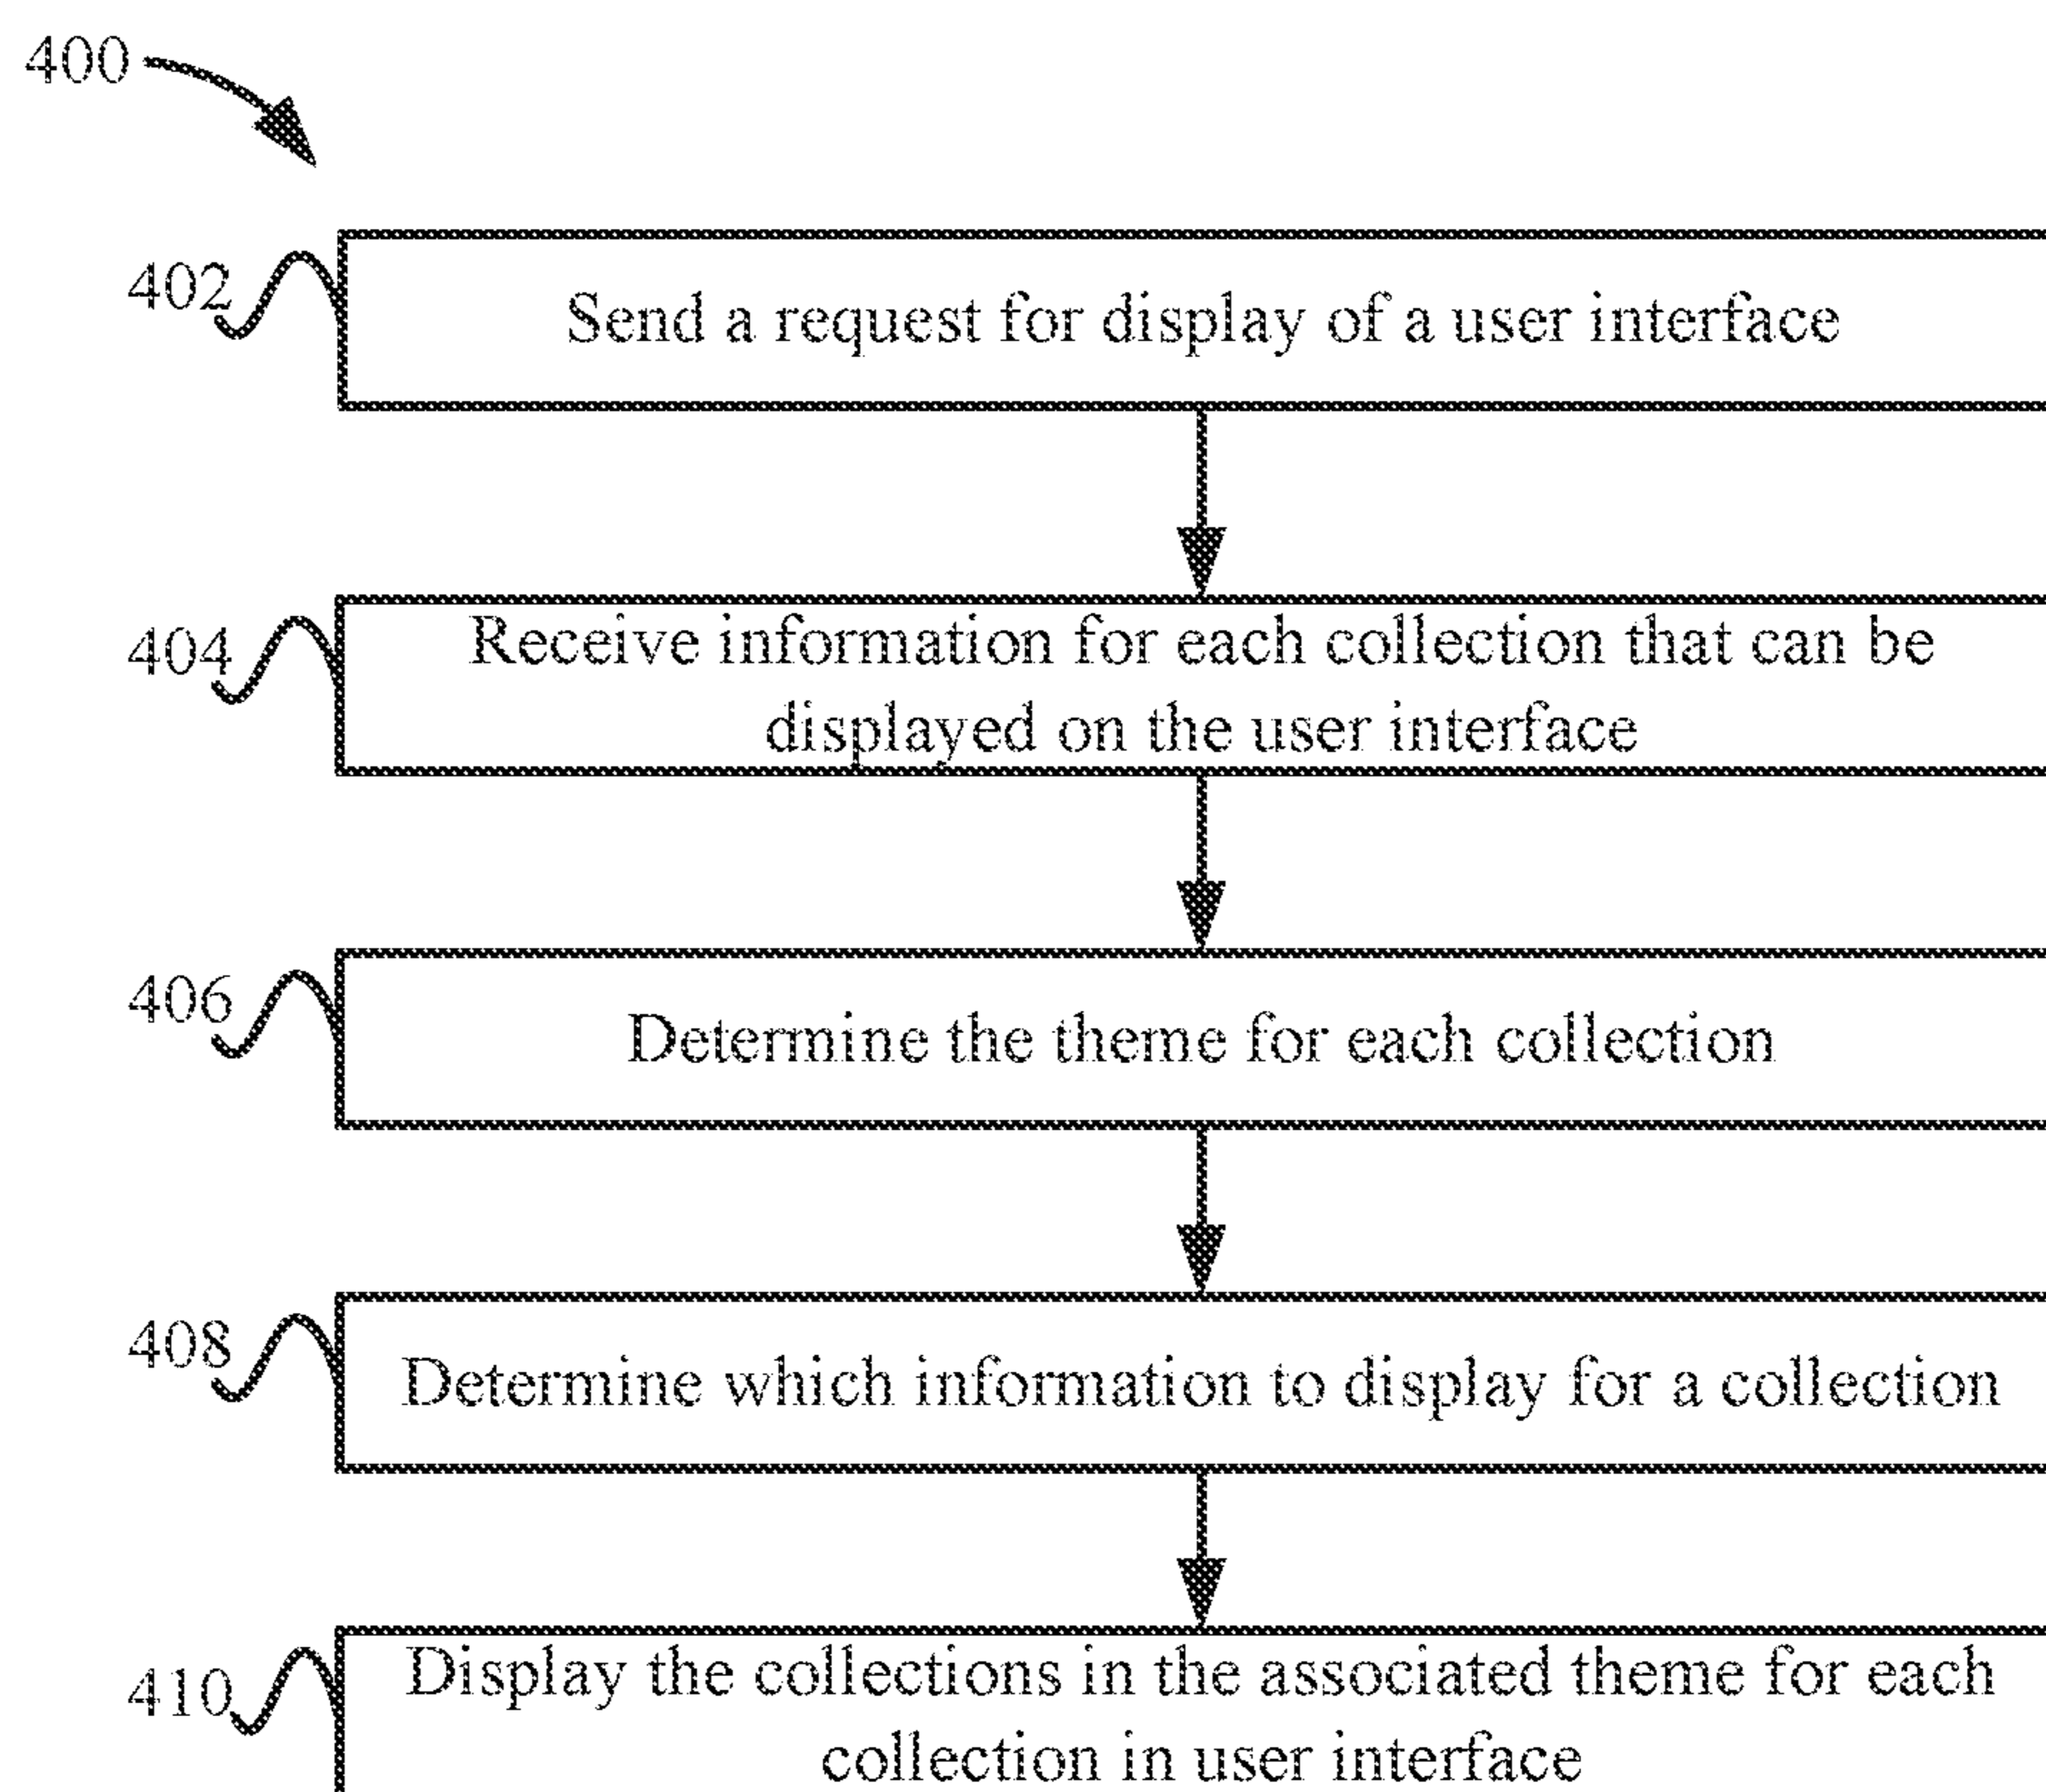 400
402
Send a request for display of a user interface
404
Receive information for each collection that can be
displayed on the user interface
406
Determine the theme for each collection
408
Determine which information to display for a collection
410
Display the collections in the associated theme for each
collection in user interface